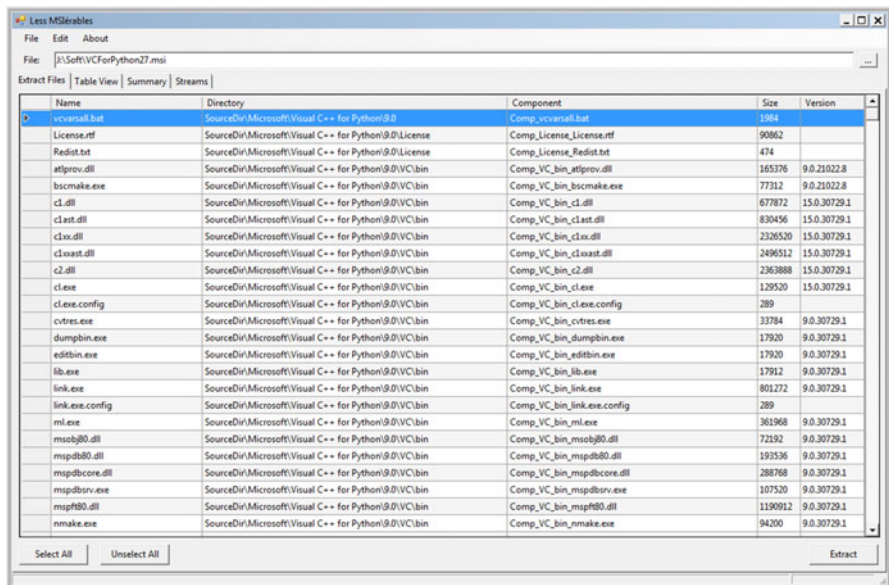 Less MSIérables
File Edit About
File: J:\Soft\VCForPython27.msi ...
Extract Files Table View Summary Streams
Name Directory Component Size Version
vcvarsall.bat SourceDir\Microsoft\Visual C++ for Python\9.0 Comp_vcvarsall.bat 1984
License.rtf SourceDir\Microsoft\Visual C++ for Python\9.0\License Comp_License_License.rtf 90862
Redist.txt SourceDir\Microsoft\Visual C++ for Python\9.0\License Comp_License_Redist.txt 474
atlprov.dll SourceDir\Microsoft\Visual C++ for Python\9.0\VC\bin Comp_VC_bin_atlprov.dll 165376 9.0.21022.8
bscmake.exe SourceDir\Microsoft\Visual C++ for Python\9.0\VC\bin Comp_VC_bin_bscmake.exe 77312 9.0.21022.8
c1.dll SourceDir\Microsoft\Visual C++ for Python\9.0\VC\bin Comp_VC_bin_c1.dll 677872 15.0.30729.1
c1ast.dll SourceDir\Microsoft\Visual C++ for Python\9.0\VC\bin Comp_VC_bin_c1ast.dll 830456 15.0.30729.1
c1xx.dll SourceDir\Microsoft\Visual C++ for Python\9.0\VC\bin Comp_VC_bin_c1xx.dll 2326520 15.0.30729.1
c1xxast.dll SourceDir\Microsoft\Visual C++ for Python\9.0\VC\bin Comp_VC_bin_c1xxast.dll 2496512 15.0.30729.1
c2.dll SourceDir\Microsoft\Visual C++ for Python\9.0\VC\bin Comp_VC_bin_c2.dll 2363888 15.0.30729.1
cl.exe SourceDir\Microsoft\Visual C++ for Python\9.0\VC\bin Comp_VC_bin_cl.exe 129520 15.0.30729.1
cl.exe.config SourceDir\Microsoft\Visual C++ for Python\9.0\VC\bin Comp_VC_bin_cl.exe.config 289
cvtres.exe SourceDir\Microsoft\Visual C++ for Python\9.0\VC\bin Comp_VC_bin_cvtres.exe 33784 9.0.30729.1
dumpbin.exe SourceDir\Microsoft\Visual C++ for Python\9.0\VC\bin Comp_VC_bin_dumpbin.exe 17920 9.0.30729.1
editbin.exe SourceDir\Microsoft\Visual C++ for Python\9.0\VC\bin Comp_VC_bin_editbin.exe 17920 9.0.30729.1
lib.exe SourceDir\Microsoft\Visual C++ for Python\9.0\VC\bin Comp_VC_bin_lib.exe 17912 9.0.30729.1
link.exe SourceDir\Microsoft\Visual C++ for Python\9.0\VC\bin Comp_VC_bin_link.exe 801272 9.0.30729.1
link.exe.config SourceDir\Microsoft\Visual C++ for Python\9.0\VC\bin Comp_VC_bin_link.exe.config 289
ml.exe SourceDir\Microsoft\Visual C++ for Python\9.0\VC\bin Comp_VC_bin_ml.exe 361968 9.0.30729.1
msobj80.dll SourceDir\Microsoft\Visual C++ for Python\9.0\VC\bin Comp_VC_bin_msobj80.dll 72192 9.0.30729.1
mspdb80.dll SourceDir\Microsoft\Visual C++ for Python\9.0\VC\bin Comp_VC_bin_mspdb80.dll 193536 9.0.30729.1
mspdbcore.dll SourceDir\Microsoft\Visual C++ for Python\9.0\VC\bin Comp_VC_bin_mspdbcore.dll 288768 9.0.30729.1
mspdbsrv.exe SourceDir\Microsoft\Visual C++ for Python\9.0\VC\bin Comp_VC_bin_mspdbsrv.exe 107520 9.0.30729.1
mspft80.dll SourceDir\Microsoft\Visual C++ for Python\9.0\VC\bin Comp_VC_bin_mspft80.dll 1190912 9.0.30729.1
nmake.exe SourceDir\Microsoft\Visual C++ for Python\9.0\VC\bin Comp_VC_bin_nmake.exe 94200 9.0.30729.1
Select All Unselect All Extract